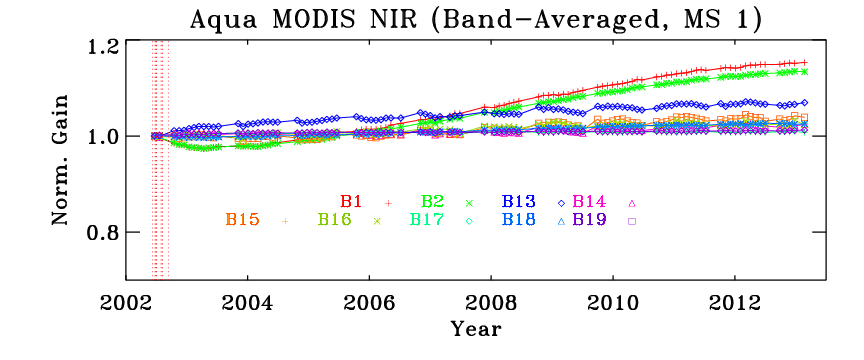 Aqua MODIS NIR (Band-Averaged, MS 1)
1.2
1.0
0.8
Norm. Gain
B1 B2 B13 B14
B15 B16 B17 B18 B19
2002 2004 2006 2008 2010 2012
Year